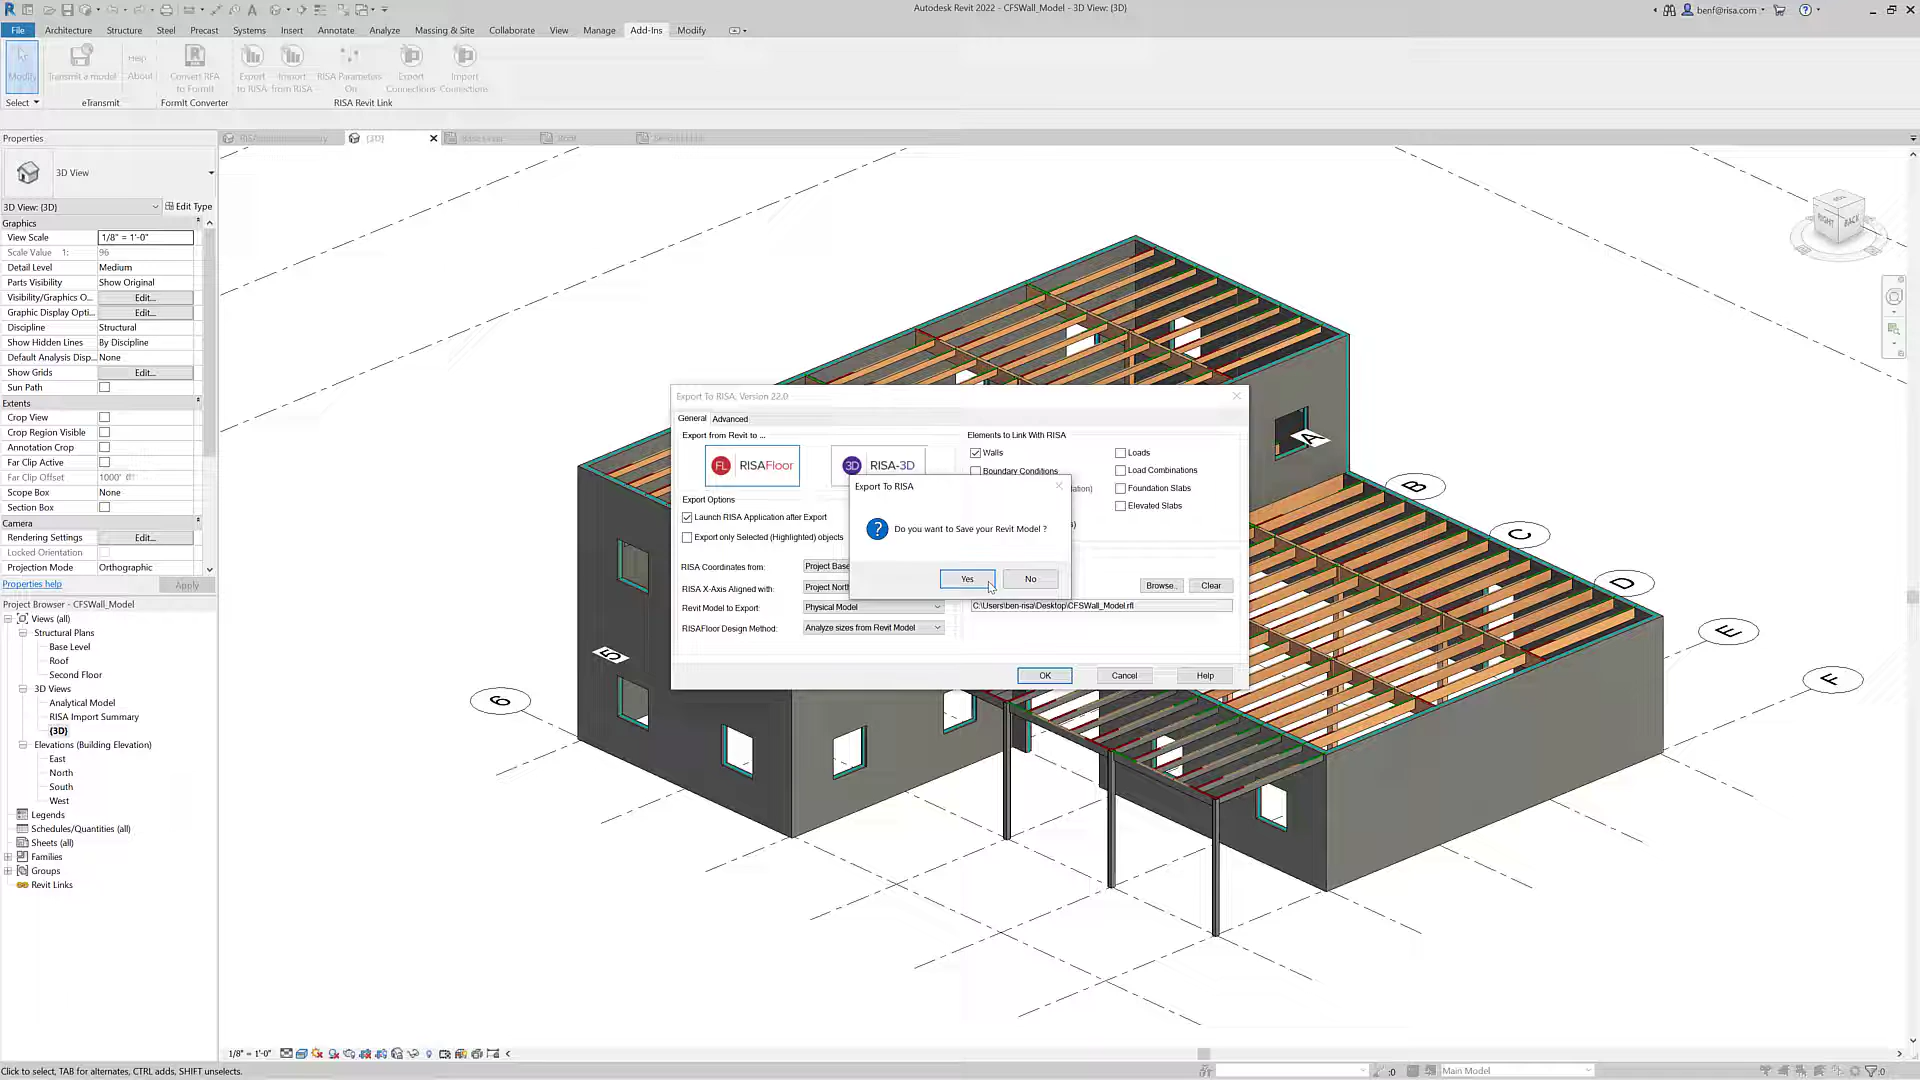 Autodesk Revit 2022 - CFSWall_Model - 3D View: {3D}
benf@risa.com
File Architecture Structure Steel Precast Systems Insert Annotate Analyze Massing & Site Collaborate View Manage Add-Ins Modify
Modify Transmit a model Help About Convert RFA to FormIt Export to RISA Import from RISA RISA Parameters On Export Connections Import Connections
Select eTransmit FormIt Converter RISA Revit Link
Properties
{3D}
3D View
3D View: {3D} Edit Type
Graphics
View Scale 1/8" = 1'-0"
Scale Value 1: 96
Detail Level Medium
Parts Visibility Show Original
Visibility/Graphics O... Edit...
Graphic Display Opti... Edit...
Discipline Structural
Show Hidden Lines By Discipline
Default Analysis Disp... None
Show Grids Edit...
Sun Path
Extents
Crop View
Crop Region Visible
Annotation Crop
Far Clip Active
Far Clip Offset 1000' 0"
Scope Box None
Section Box
Camera
Rendering Settings Edit...
Locked Orientation
Projection Mode Orthographic
Properties help Apply
Project Browser - CFSWall_Model
Views (all)
Structural Plans
Base Level
Roof
Second Floor
3D Views
Analytical Model
RISA Import Summary
{3D}
Elevations (Building Elevation)
East
North
South
West
Legends
Schedules/Quantities (all)
Sheets (all)
Families
Groups
Revit Links
RIGHT BACK
A
B
C
D
E
F
5
6
Export To RISA, Version 22.0
General Advanced
Export from Revit to ...
FL RISAFloor
3D RISA-3D
Export Options
Launch RISA Application after Export
Export only Selected (Highlighted) objects
RISA Coordinates from: Project Base
RISA X-Axis Aligned with: Project North
Revit Model to Export: Physical Model
RISAFloor Design Method: Analyze sizes from Revit Model
Elements to Link With RISA
Walls
Boundary Conditions
Loads
Load Combinations
Foundation Slabs
Elevated Slabs
Browse.. Clear
C:\Users\ben-risa\Desktop\CFSWall_Model.rfl
OK Cancel Help
Export To RISA
? Do you want to Save your Revit Model ?
Yes No
1/8" = 1'-0"
Click to select, TAB for alternates, CTRL adds, SHIFT unselects.
:0 Main Model :0